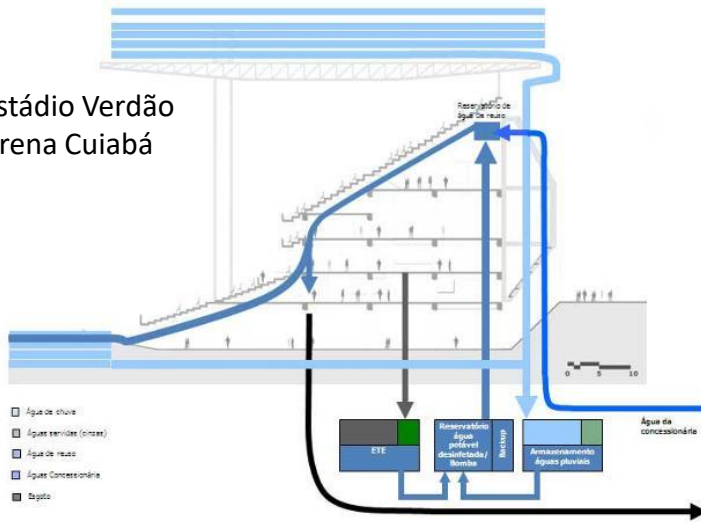 stádio Verdão
rena Cuiabá
Reservatório de
água de reuso
0 5 10
Água da
concessionária
ETE
Reservatório
água
potável
desinfetada/
Bomba
Backup
Armazenamento
águas pluviais
Água de chuva
Águas servidas (cinzas)
Água de reuso
Águas Concessionária
Esgoto